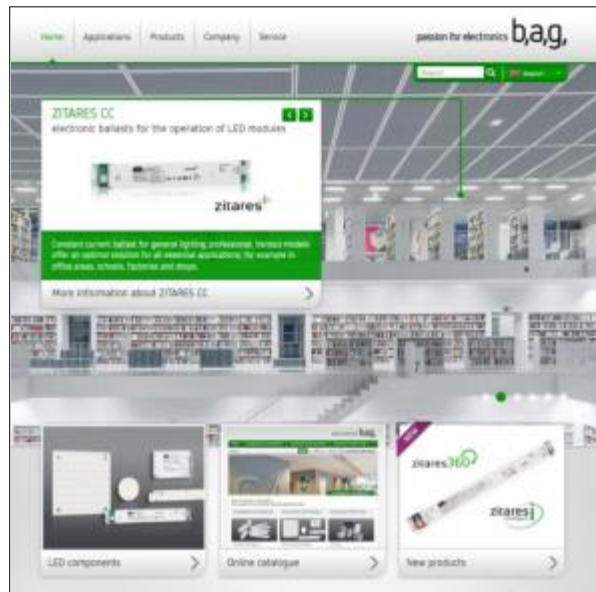 Home Applications Products Company Service
passion for electronics b,a,g,
Search English
ZITARES CC
electronic ballasts for the operation of LED modules
zitares
Constant current ballast for general lighting, professional. Various models
offer an optimal solution for all essential applications, for example in
office areas, schools, factories and shops.
More information about ZITARES CC
b,a,g,
NEW
zitares360
zitares
LED components
Online catalogue
New products